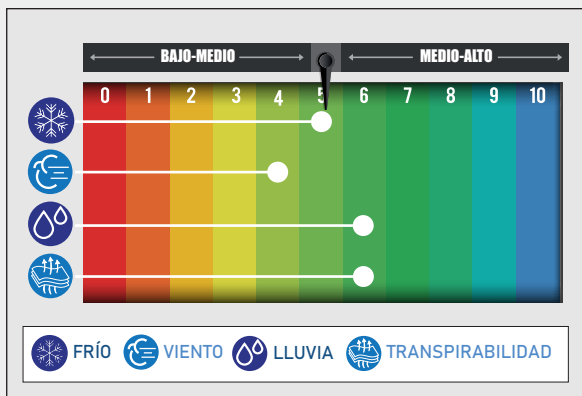 BAJO-MEDIO MEDIO-ALTO
0 1 2 3 4 5 6 7 8 9 10
FRÍO VIENTO LLUVIA TRANSPIRABILIDAD